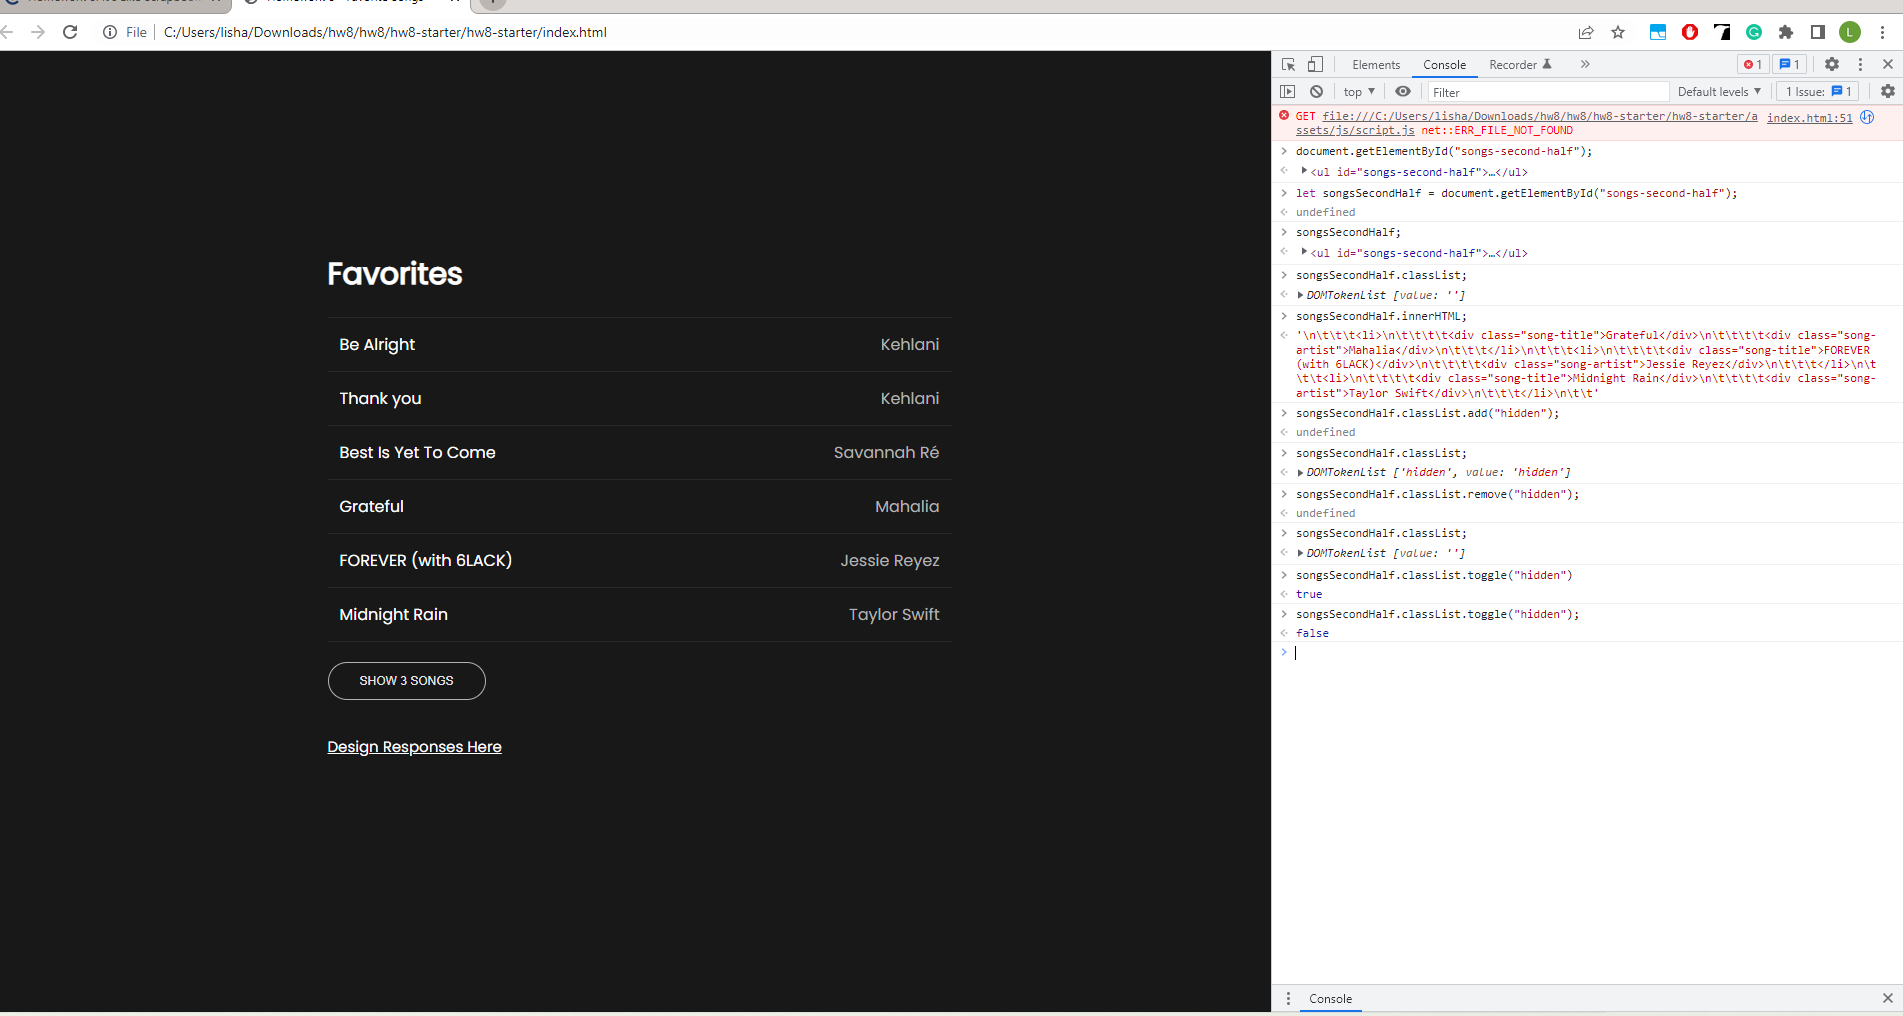 File
C:/Users/lisha/Downloads/hw8/hw8/hw8-starter/hw8-starter/index.html
L
Elements
Console
Recorder
1
1
top
Filter
Default levels
1 Issue:
1
GET file:///C:/Users/lisha/Downloads/hw8/hw8/hw8-starter/hw8-starter/a
index.html:51
ssets/js/script.js net::ERR_FILE_NOT_FOUND
document.getElementById("songs-second-half");
<ul id="songs-second-half">…</ul>
let songsSecondHalf = document.getElementById("songs-second-half");
undefined
songsSecondHalf;
<ul id="songs-second-half">…</ul>
songsSecondHalf.classList;
DOMTokenList [value: '']
songsSecondHalf.innerHTML;
'\n\t\t\t<li>\n\t\t\t\t<div class="song-title">Grateful</div>\n\t\t\t\t<div class="song-
artist">Mahalia</div>\n\t\t\t</li>\n\t\t\t<li>\n\t\t\t\t<div class="song-title">FOREVER
(with 6LACK)</div>\n\t\t\t\t<div class="song-artist">Jessie Reyez</div>\n\t\t\t</li>\n\t
\t\t<li>\n\t\t\t\t<div class="song-title">Midnight Rain</div>\n\t\t\t\t<div class="song-
artist">Taylor Swift</div>\n\t\t\t</li>\n\t\t'
songsSecondHalf.classList.add("hidden");
undefined
songsSecondHalf.classList;
DOMTokenList ['hidden', value: 'hidden']
songsSecondHalf.classList.remove("hidden");
undefined
songsSecondHalf.classList;
DOMTokenList [value: '']
songsSecondHalf.classList.toggle("hidden")
true
songsSecondHalf.classList.toggle("hidden");
false
Favorites
Be Alright
Kehlani
Thank you
Kehlani
Best Is Yet To Come
Savannah Ré
Grateful
Mahalia
FOREVER (with 6LACK)
Jessie Reyez
Midnight Rain
Taylor Swift
SHOW 3 SONGS
Design Responses Here
Console